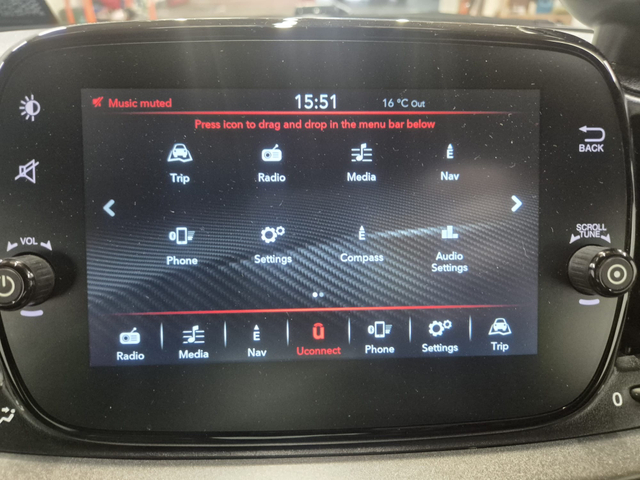 Music muted
15:51
16 °C Out
Press icon to drag and drop in the menu bar below
BACK
Trip
Radio
Media
Nav
VOL
SCROLL
TUNE
Phone
Settings
Compass
Audio
Settings
Radio
Media
Nav
Uconnect
Phone
Settings
Trip
0